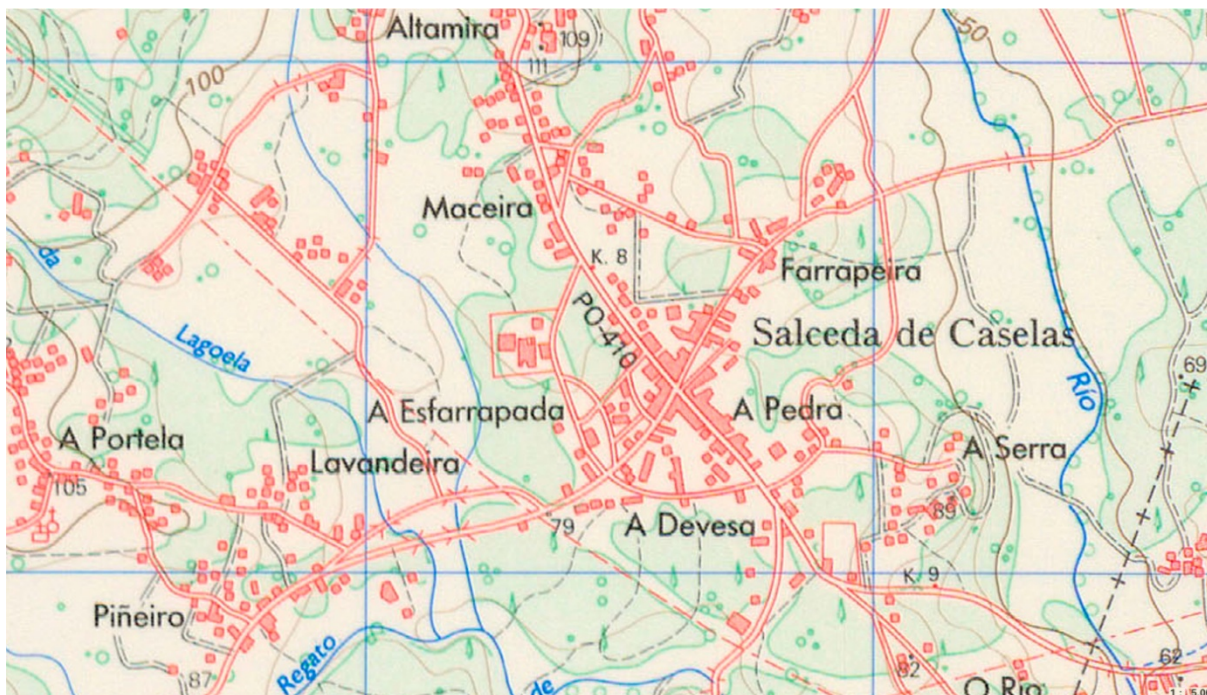 Altamira
109
111
50
100
Maceira
da
K. 8
Farrapeira
PO-410
Salceda de Caselas
Lagoela
69
Río
A Esfarrapada
A Pedra
A Portela
Lavandeira
A Serra
105
89
79
A Devesa
K. 9
Piñeiro
Regato
de
87
82
62
O Rio